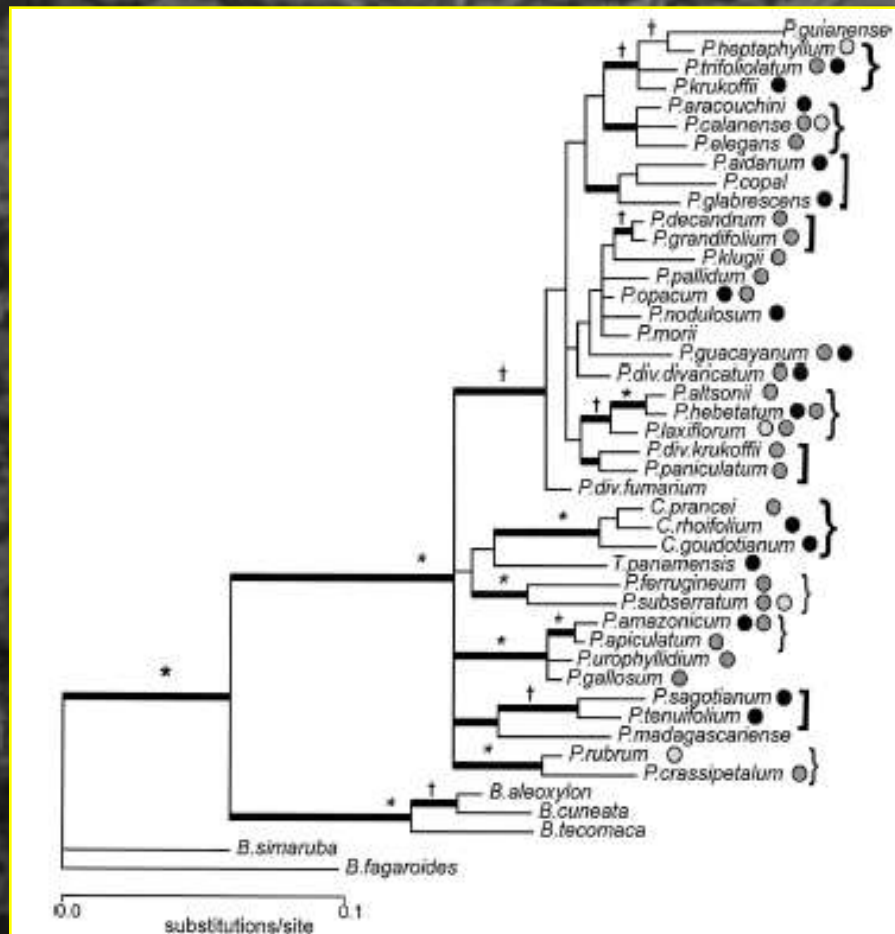 P.guianense
†
P.heptaphyllum
†
P.trifoliolatum
P.krukoffii
P.aracouchini
P.calanense
P.elegans
P.aidanum
P.copal
P.glabrescens
P.decandrum
†
P.grandifolium
P.klugii
P.pallidum
P.opacum
P.nodulosum
P.morii
P.guacayanum
P.div.divaricatum
†
P.altsonii
*
P.hebetatum
†
P.laxiflorum
P.div.krukoffii
P.paniculatum
P.div.fumarium
C.prancei
*
C.rhoifolium
C.goudotianum
*
T.panamensis
P.ferrugineum
*
P.subserratum
P.amazonicum
*
P.apiculatum
*
P.urophyllidium
P.gallosum
*
P.sagotianum
†
P.tenuifolium
P.madagascariense
P.rubrum
*
P.crassipetalum
B.aleoxylon
†
*
B.cuneata
B.tecomaca
B.simaruba
B.fagaroides
0.0 0.1
substitutions/site